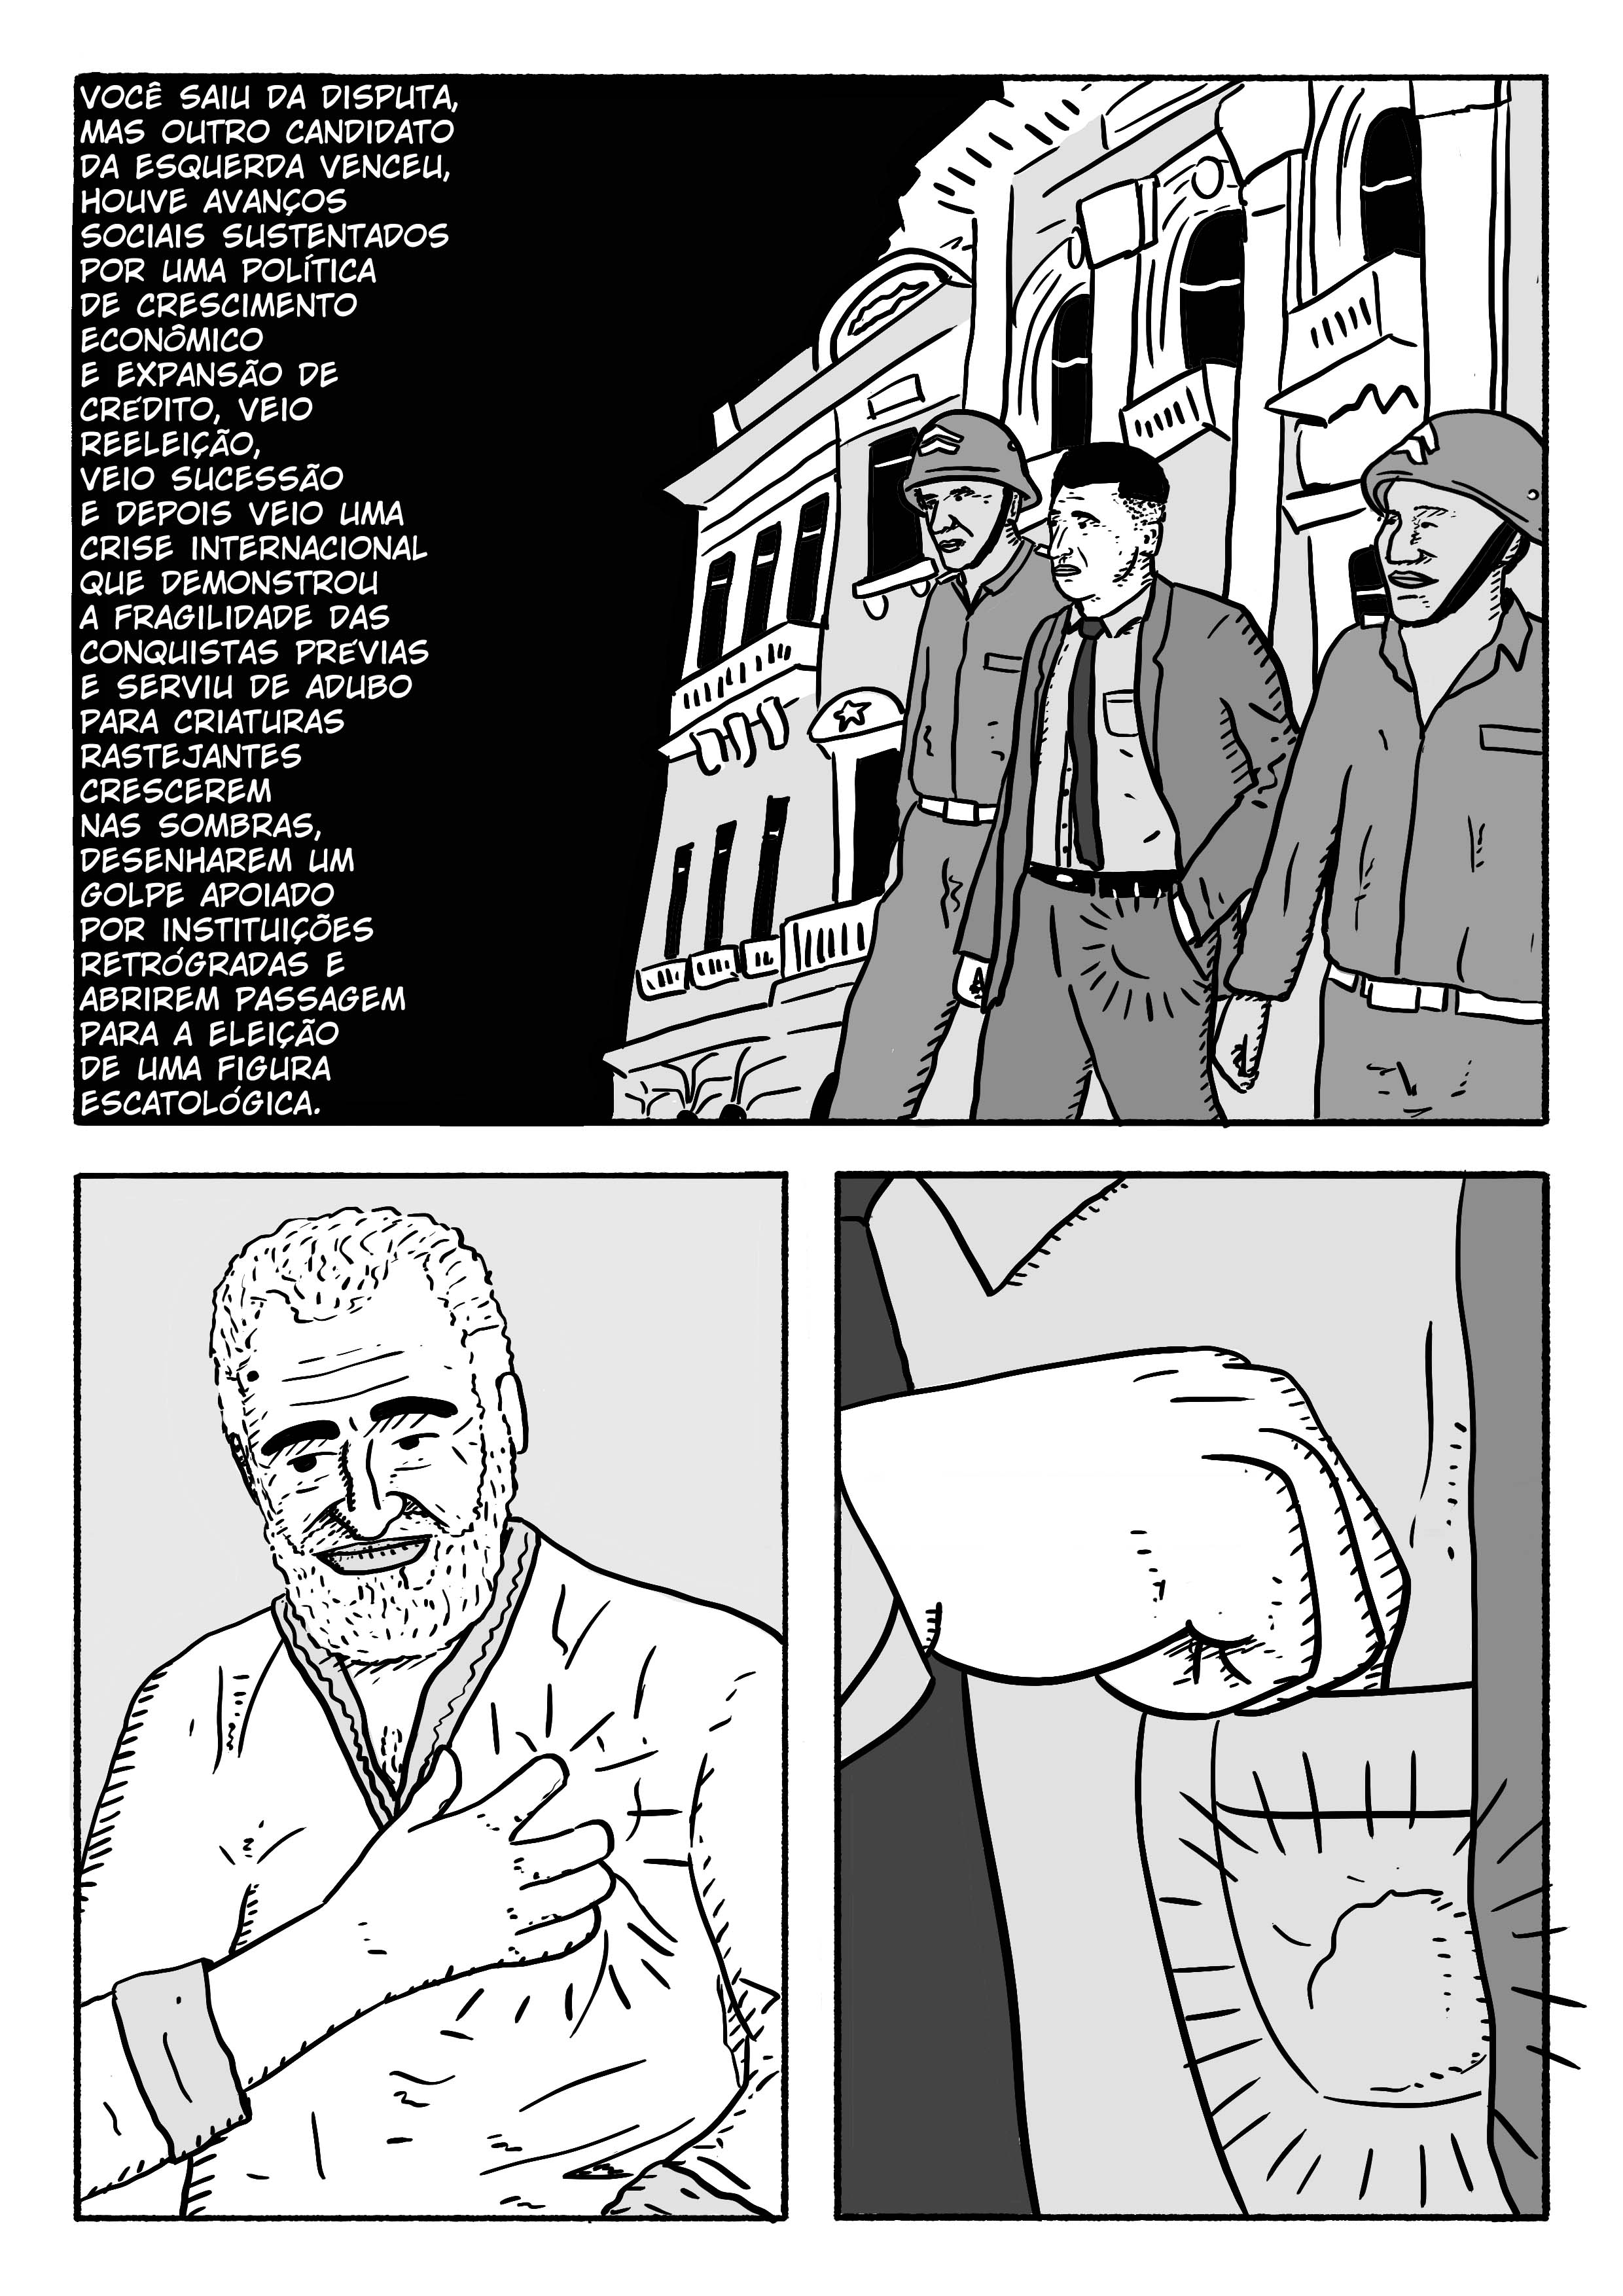 VOCÊ SAIU DA DISPUTA,
MAS OUTRO CANDIDATO
DA ESQUERDA VENCEU,
HOUVE AVANÇOS
SOCIAIS SUSTENTADOS
POR UMA POLÍTICA
DE CRESCIMENTO
ECONÔMICO
E EXPANSÃO DE
CRÉDITO, VEIO
REELEIÇÃO,
VEIO SUCESSÃO
E DEPOIS VEIO UMA
CRISE INTERNACIONAL
QUE DEMONSTROU
A FRAGILIDADE DAS
CONQUISTAS PRÉVIAS
E SERVIU DE ADUBO
PARA CRIATURAS
RASTEJANTES
CRESCEREM
NAS SOMBRAS,
DESENHAREM UM
GOLPE APOIADO
POR INSTITUIÇÕES
RETRÓGRADAS E
ABRIREM PASSAGEM
PARA A ELEIÇÃO
DE UMA FIGURA
ESCATOLÓGICA.